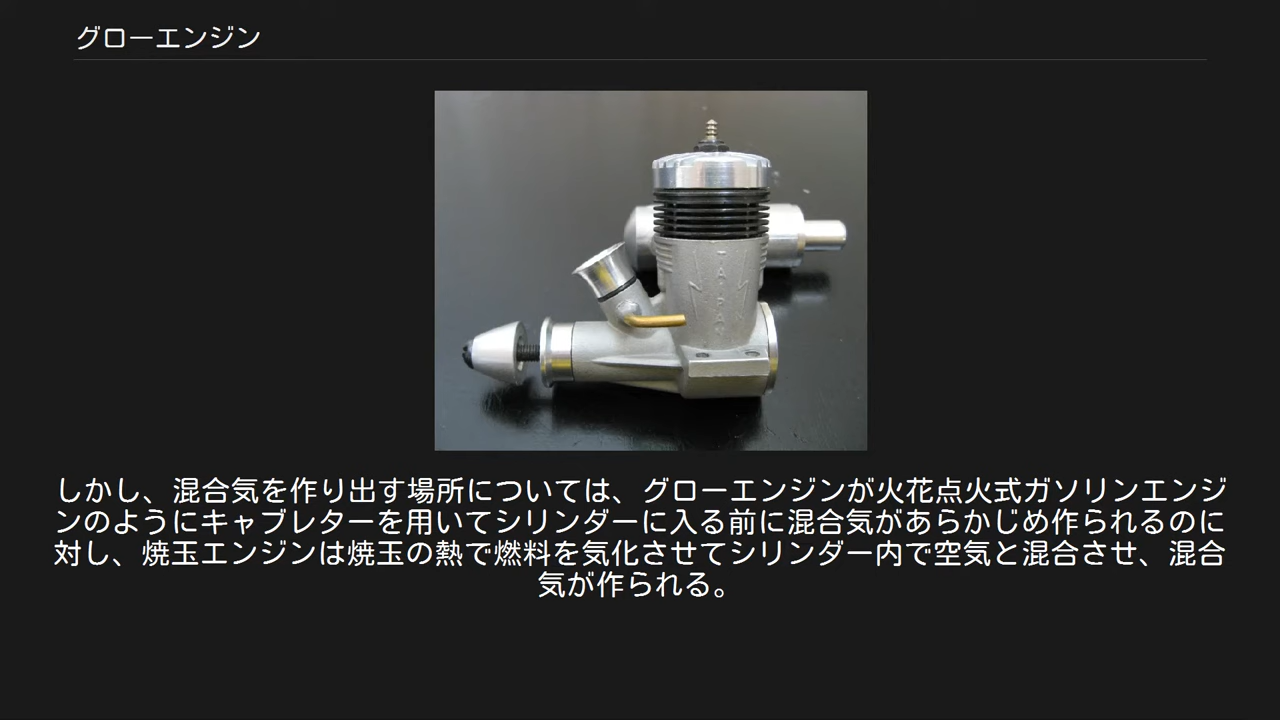 グローエンジン
TAIPAN
しかし、混合気を作り出す場所については、グローエンジンが火花点火式ガソリンエンジ
ンのようにキャブレターを用いてシリンダーに入る前に混合気があらかじめ作られるのに
対し、焼玉エンジンは焼玉の熱で燃料を気化させてシリンダー内で空気と混合させ、混合
気が作られる。